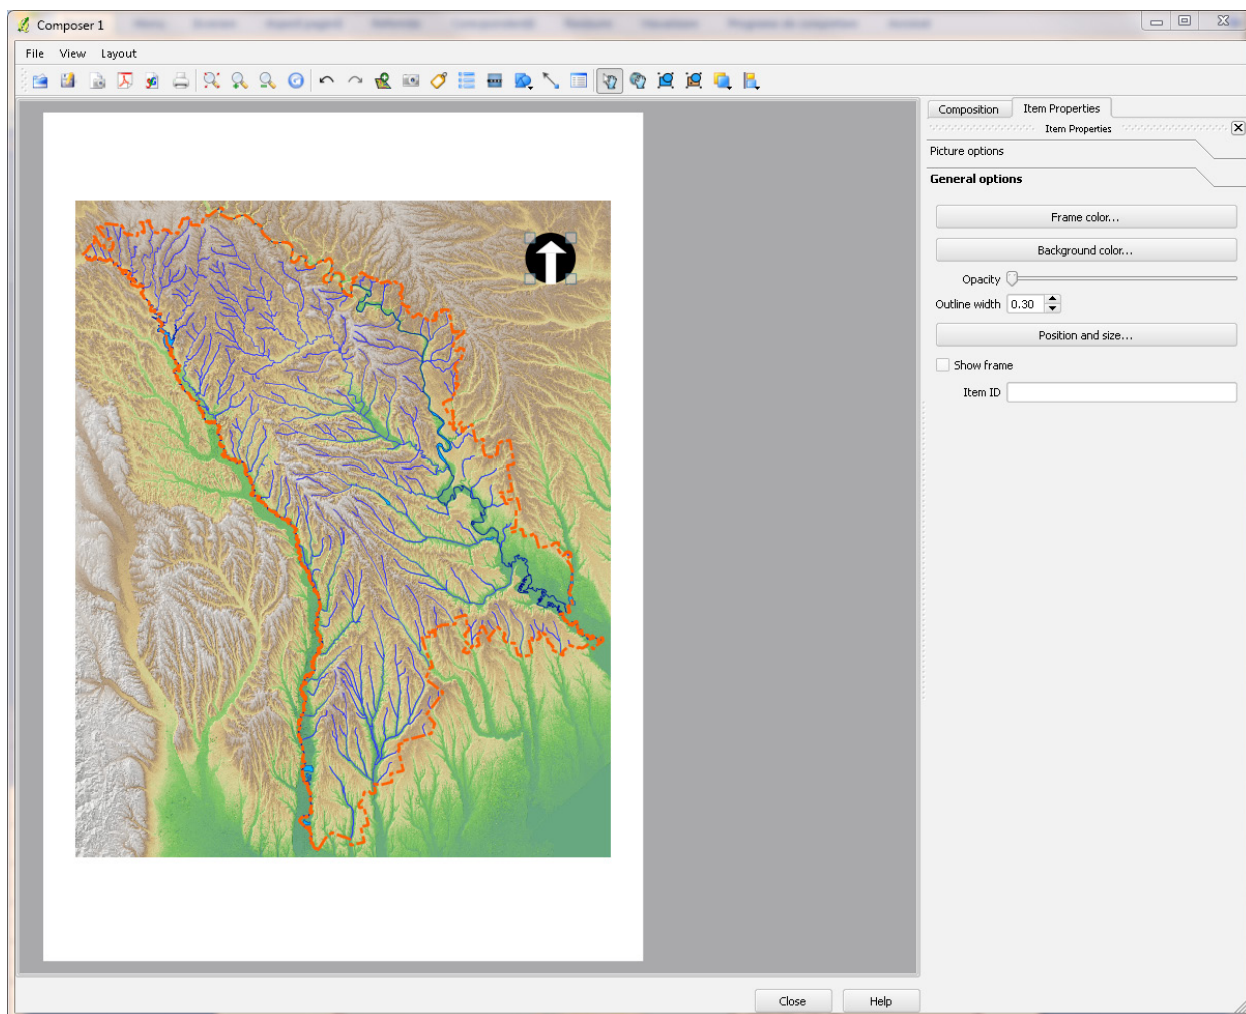 Composer 1
File View Layout
Composition Item Properties
Item Properties
Picture options
General options
Frame color...
Background color...
Opacity
Outline width 0.30
Position and size...
Show frame
Item ID
Close Help